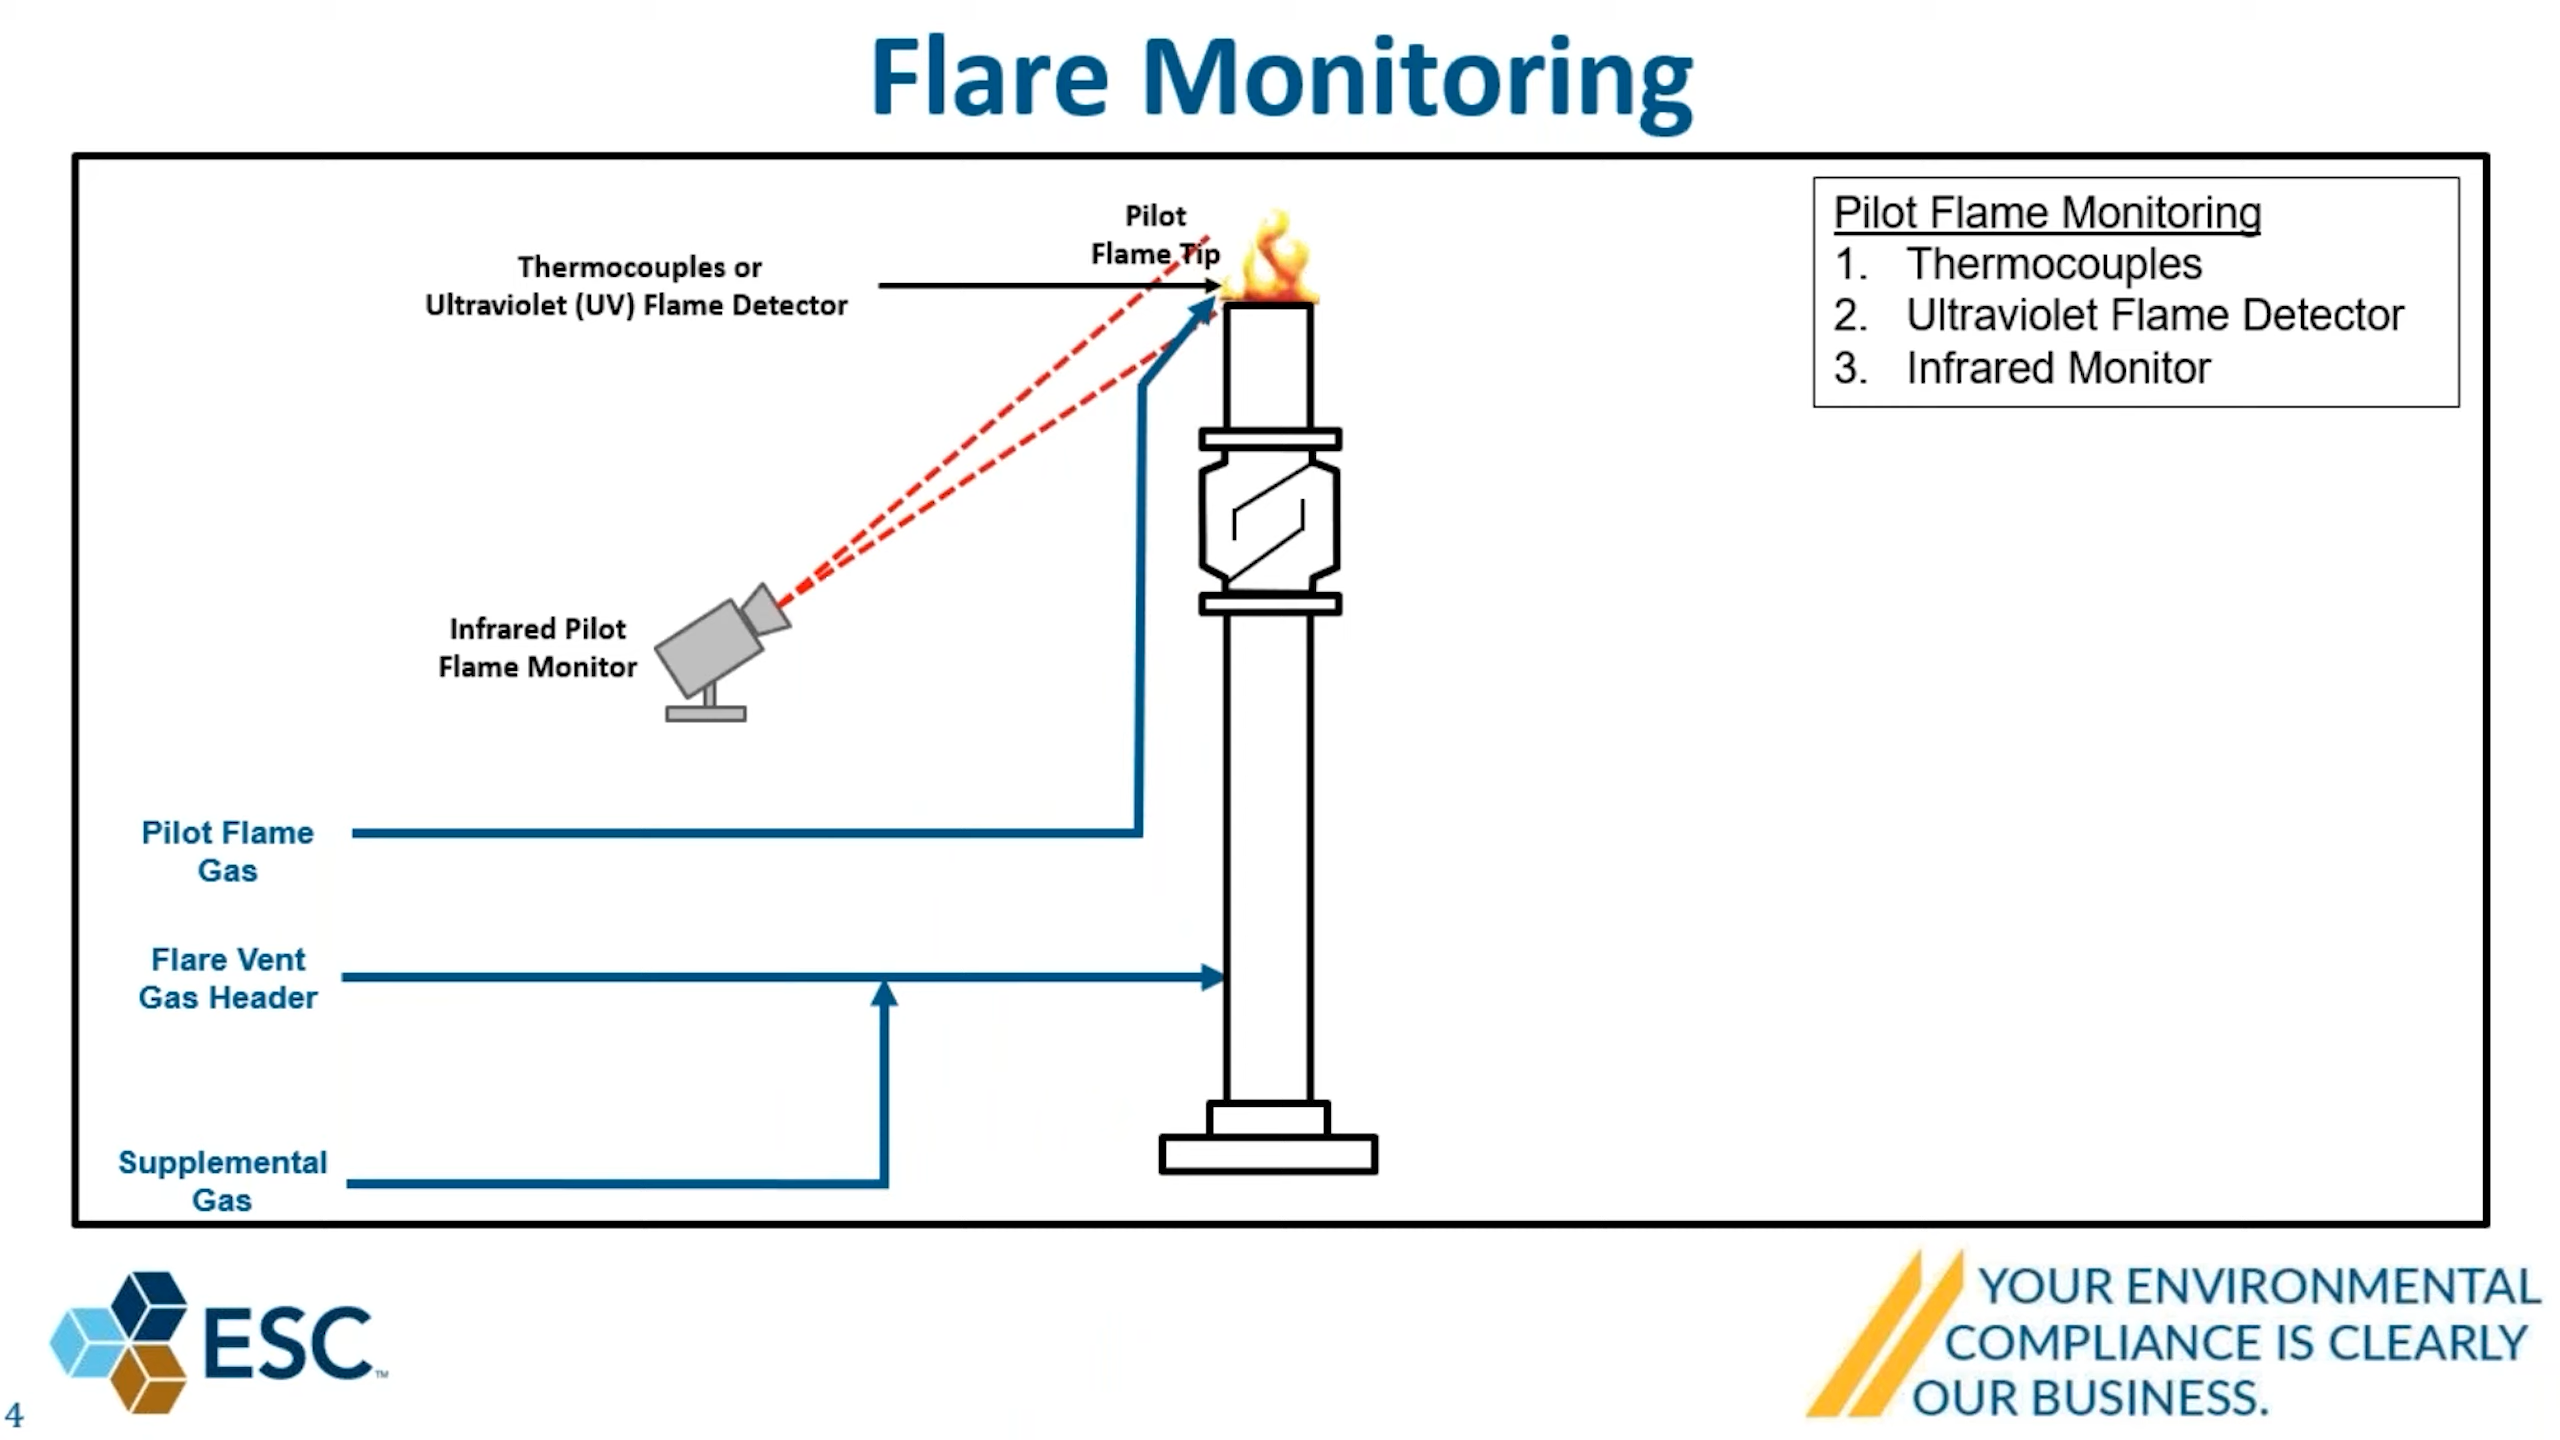 Flare Monitoring
Pilot
Flame Tip
Thermocouples or
Ultraviolet (UV) Flame Detector
Pilot Flame Monitoring
1. Thermocouples
2. Ultraviolet Flame Detector
3. Infrared Monitor
Infrared Pilot
Flame Monitor
Pilot Flame
Gas
Flare Vent
Gas Header
Supplemental
Gas
ESC™
YOUR ENVIRONMENTAL
COMPLIANCE IS CLEARLY
OUR BUSINESS.
4